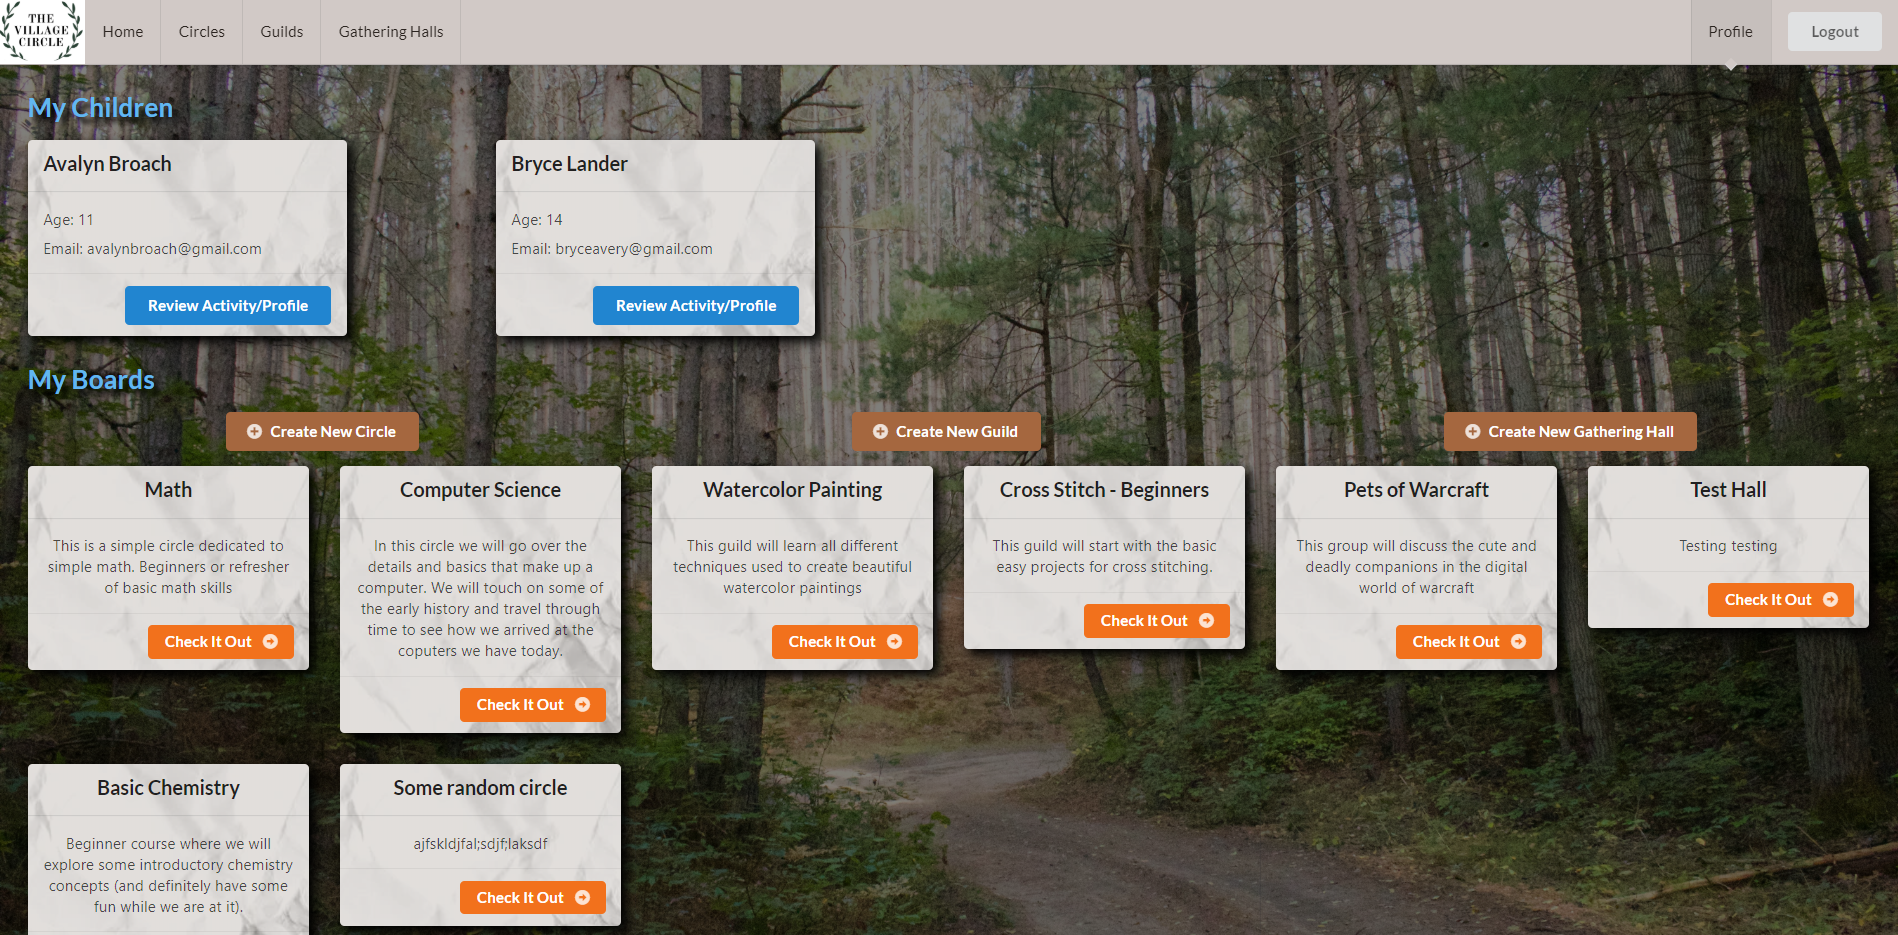 THE
VILLAGE
CIRCLE
Home
Circles
Guilds
Gathering Halls
Profile
Logout
My Children
Avalyn Broach
Age: 11
Email: avalynbroach@gmail.com
Review Activity/Profile
Bryce Lander
Age: 14
Email: bryceavery@gmail.com
Review Activity/Profile
My Boards
Create New Circle
Create New Guild
Create New Gathering Hall
Math
This is a simple circle dedicated to
simple math. Beginners or refresher
of basic math skills
Check It Out
Computer Science
In this circle we will go over the
details and basics that make up a
computer. We will touch on some of
the early history and travel through
time to see how we arrived at the
coputers we have today.
Check It Out
Watercolor Painting
This guild will learn all different
techniques used to create beautiful
watercolor paintings
Check It Out
Cross Stitch - Beginners
This guild will start with the basic
easy projects for cross stitching.
Check It Out
Pets of Warcraft
This group will discuss the cute and
deadly companions in the digital
world of warcraft
Check It Out
Test Hall
Testing testing
Check It Out
Basic Chemistry
Beginner course where we will
explore some introductory chemistry
concepts (and definitely have some
fun while we are at it).
Some random circle
ajfskldjfal;sdjf;laksdf
Check It Out